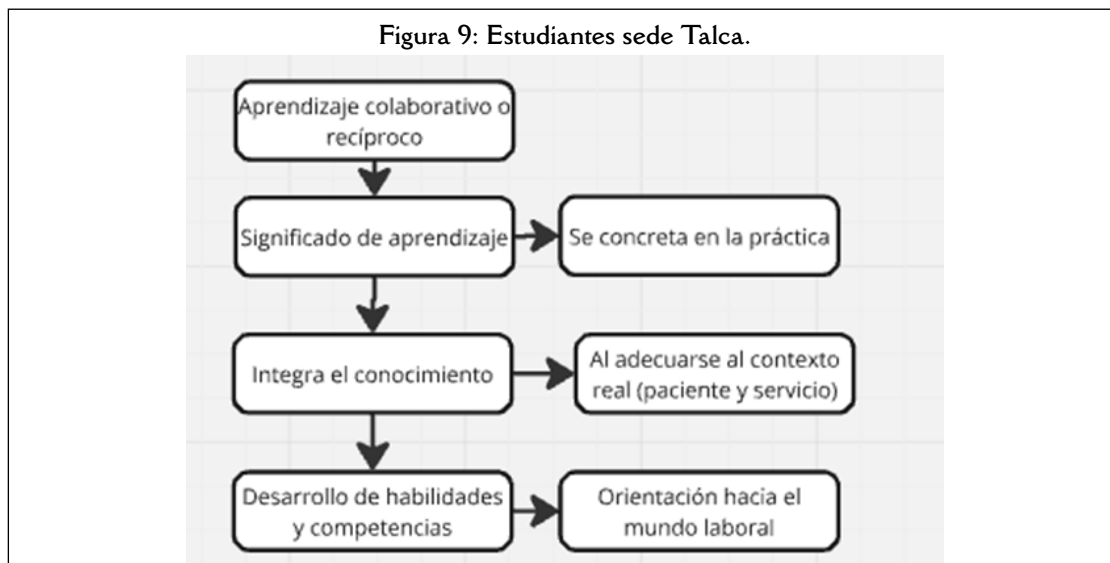 Figura 9: Estudiantes sede Talca.
Aprendizaje colaborativo o
recíproco
Significado de aprendizaje
Se concreta en la práctica
Integra el conocimiento
Al adecuarse al contexto
real (paciente y servicio)
Desarrollo de habilidades
y competencias
Orientación hacia el
mundo laboral